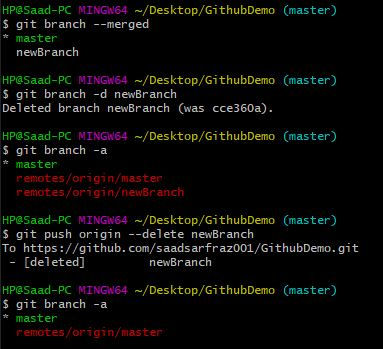 HP@Saad-PC MINGW64 ~/Desktop/GithubDemo (master)
$ git branch --merged
* master
  newBranch
HP@Saad-PC MINGW64 ~/Desktop/GithubDemo (master)
$ git branch -d newBranch
Deleted branch newBranch (was cce360a).
HP@Saad-PC MINGW64 ~/Desktop/GithubDemo (master)
$ git branch -a
* master
  remotes/origin/master
  remotes/origin/newBranch
HP@Saad-PC MINGW64 ~/Desktop/GithubDemo (master)
$ git push origin --delete newBranch
To https://github.com/saadsarfraz001/GithubDemo.git
 - [deleted]         newBranch
HP@Saad-PC MINGW64 ~/Desktop/GithubDemo (master)
$ git branch -a
* master
  remotes/origin/master